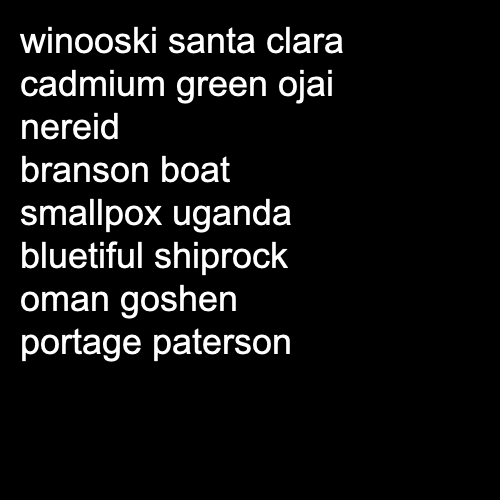 winooski santa clara
cadmium green ojai
nereid
branson boat
smallpox uganda
bluetiful shiprock
oman goshen
portage paterson